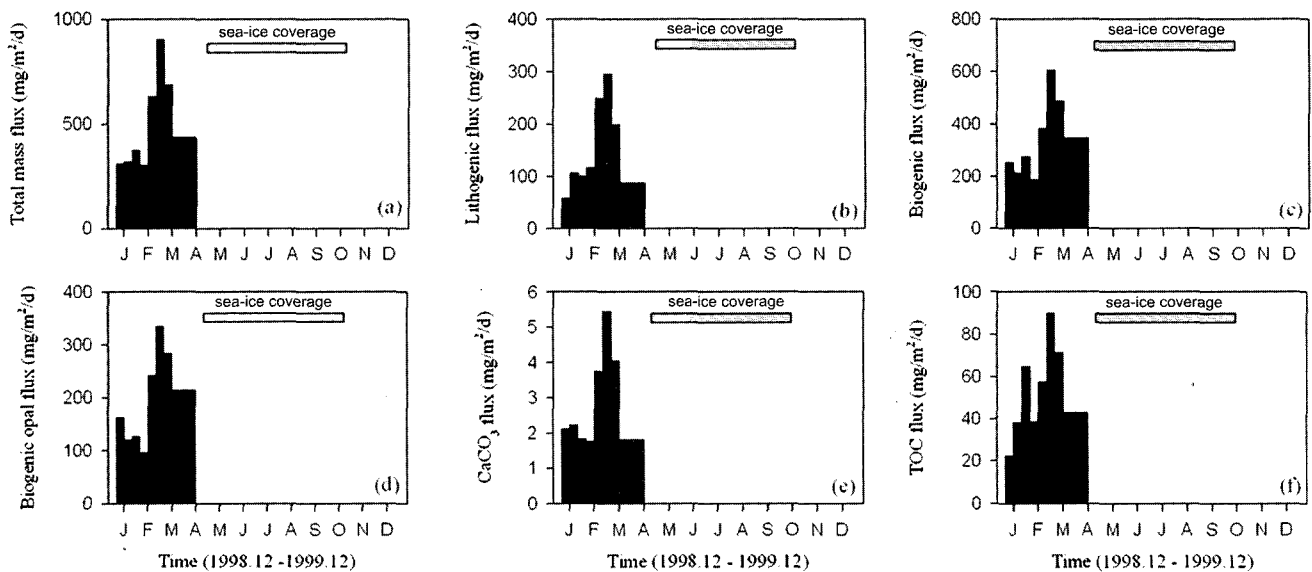 Total mass flux (mg/m²/d)
1000
500
0
sea-ice coverage
(a)
J F M A M J J A S O N D
Lithogenic flux (mg/m²/d)
400
300
200
100
0
sea-ice coverage
(b)
J F M A M J J A S O N D
Biogenic flux (mg/m²/d)
800
600
400
200
0
sea-ice coverage
(c)
J F M A M J J A S O N D
Biogenic opal flux (mg/m²/d)
400
300
200
100
0
sea-ice coverage
(d)
J F M A M J J A S O N D
Time (1998.12 -1999.12)
CaCO₃ flux (mg/m²/d)
6
5
4
3
2
1
0
sea-ice coverage
(e)
J F M A M J J A S O N D
Time (1998.12 - 1999.12)
TOC flux (mg/m²/d)
100
80
60
40
20
0
sea-ice coverage
(f)
J F M A M J J A S O N D
Time (1998.12 -1999.12)